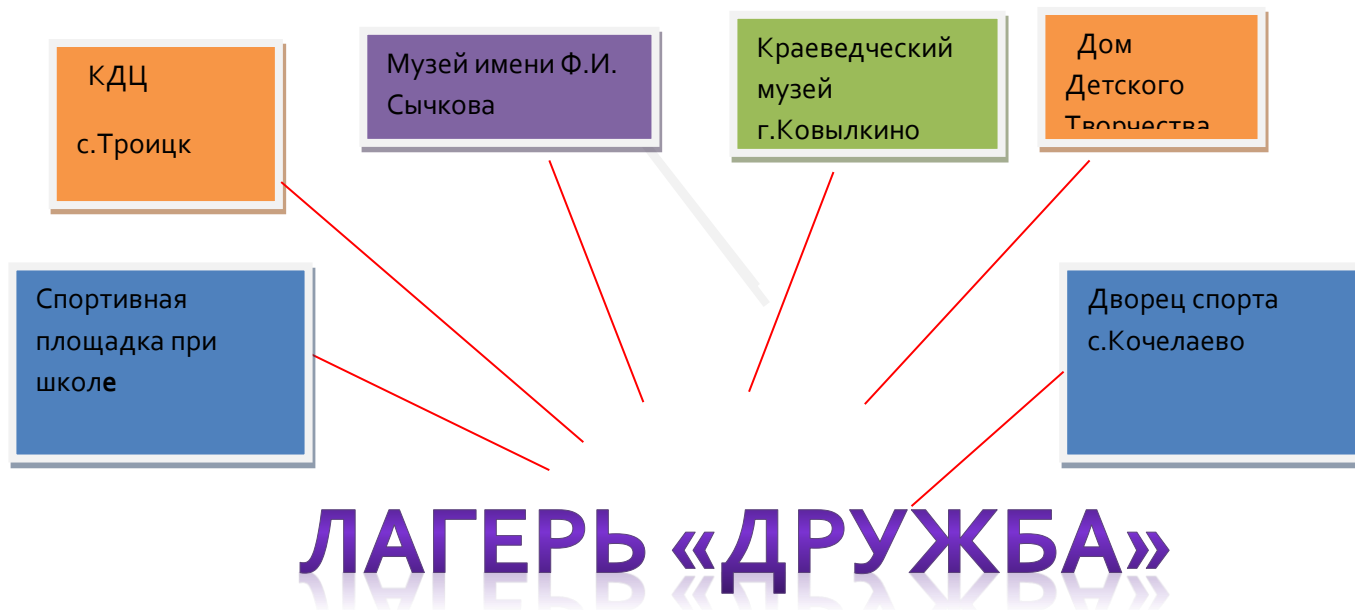 КДЦ
с.Троицк
Музей имени Ф.И.
Сычкова
Краеведческий
музей
г.Ковылкино
Дом
Детского
Творчества
Спортивная
площадка при
школе
Дворец спорта
с.Кочелаево
ЛАГЕРЬ «ДРУЖБА»